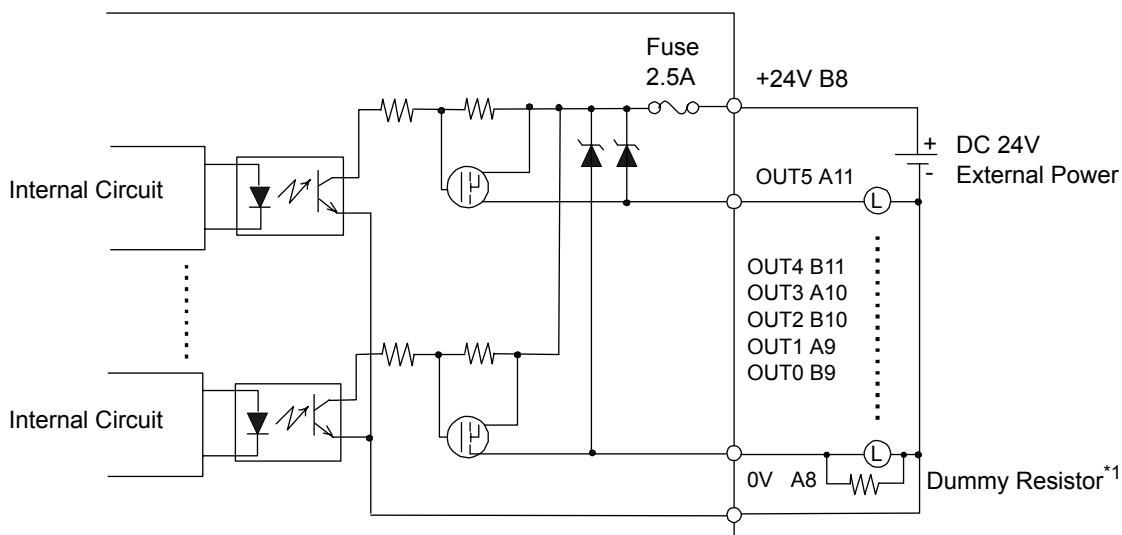 Fuse
2.5A
+24V B8
+
DC 24V
-
External Power
Internal Circuit
OUT5 A11
L
OUT4 B11
OUT3 A10
OUT2 B10
OUT1 A9
OUT0 B9
Internal Circuit
L
0V A8
Dummy Resistor*1